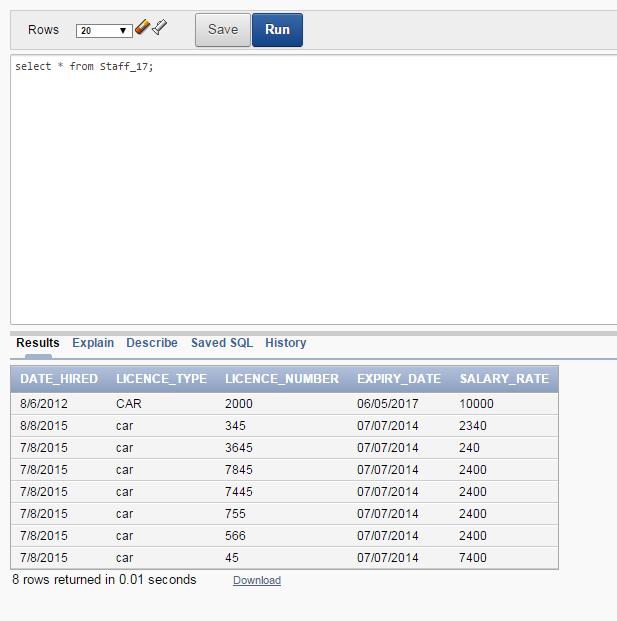 Rows 20 Save Run
select * from Staff_17;
Results Explain Describe Saved SQL History
DATE_HIRED LICENCE_TYPE LICENCE_NUMBER EXPIRY_DATE SALARY_RATE
8/6/2012 CAR 2000 06/05/2017 10000
8/8/2015 car 345 07/07/2014 2340
7/8/2015 car 3645 07/07/2014 240
7/8/2015 car 7845 07/07/2014 2400
7/8/2015 car 7445 07/07/2014 2400
7/8/2015 car 755 07/07/2014 2400
7/8/2015 car 566 07/07/2014 2400
7/8/2015 car 45 07/07/2014 7400
8 rows returned in 0.01 seconds Download